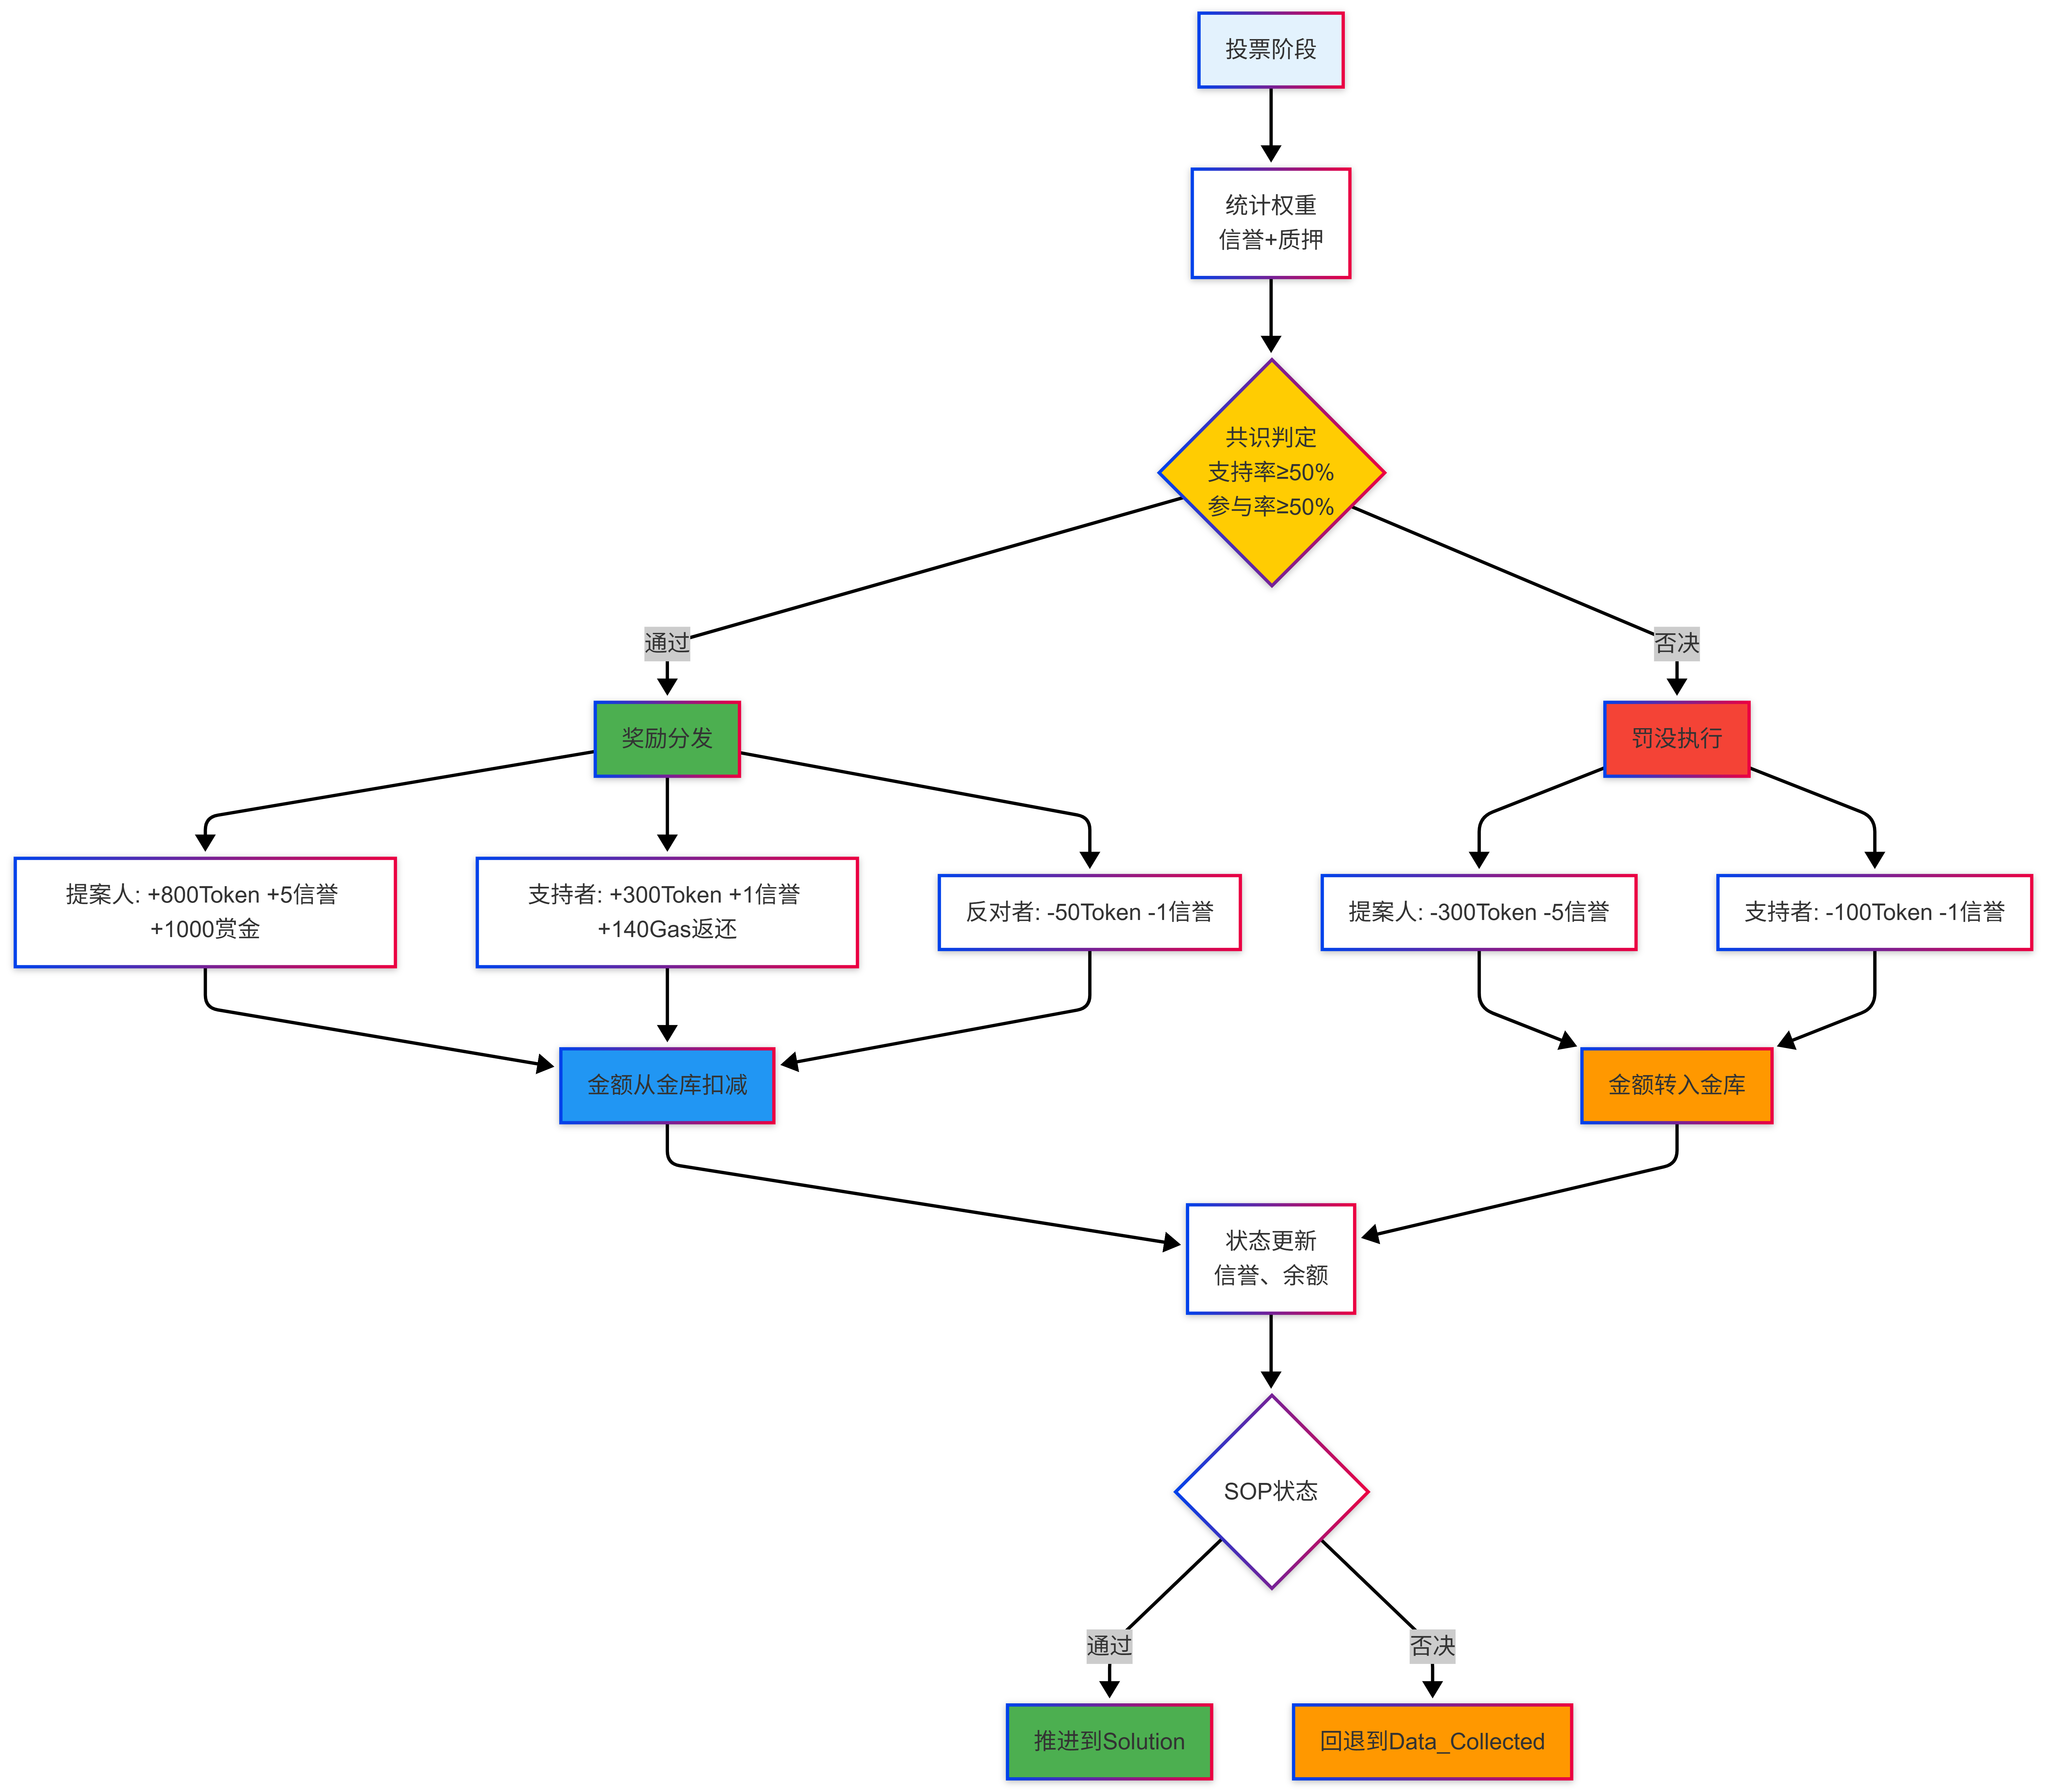 投票阶段
统计权重
信誉+质押
共识判定
支持率≥50%
参与率≥50%
通过
否决
奖励分发
罚没执行
提案人: +800Token +5信誉
+1000赏金
支持者: +300Token +1信誉
+140Gas返还
反对者: -50Token -1信誉
提案人: -300Token -5信誉
支持者: -100Token -1信誉
金额从金库扣减
金额转入金库
状态更新
信誉、余额
SOP状态
通过
否决
推进到Solution
回退到Data_Collected